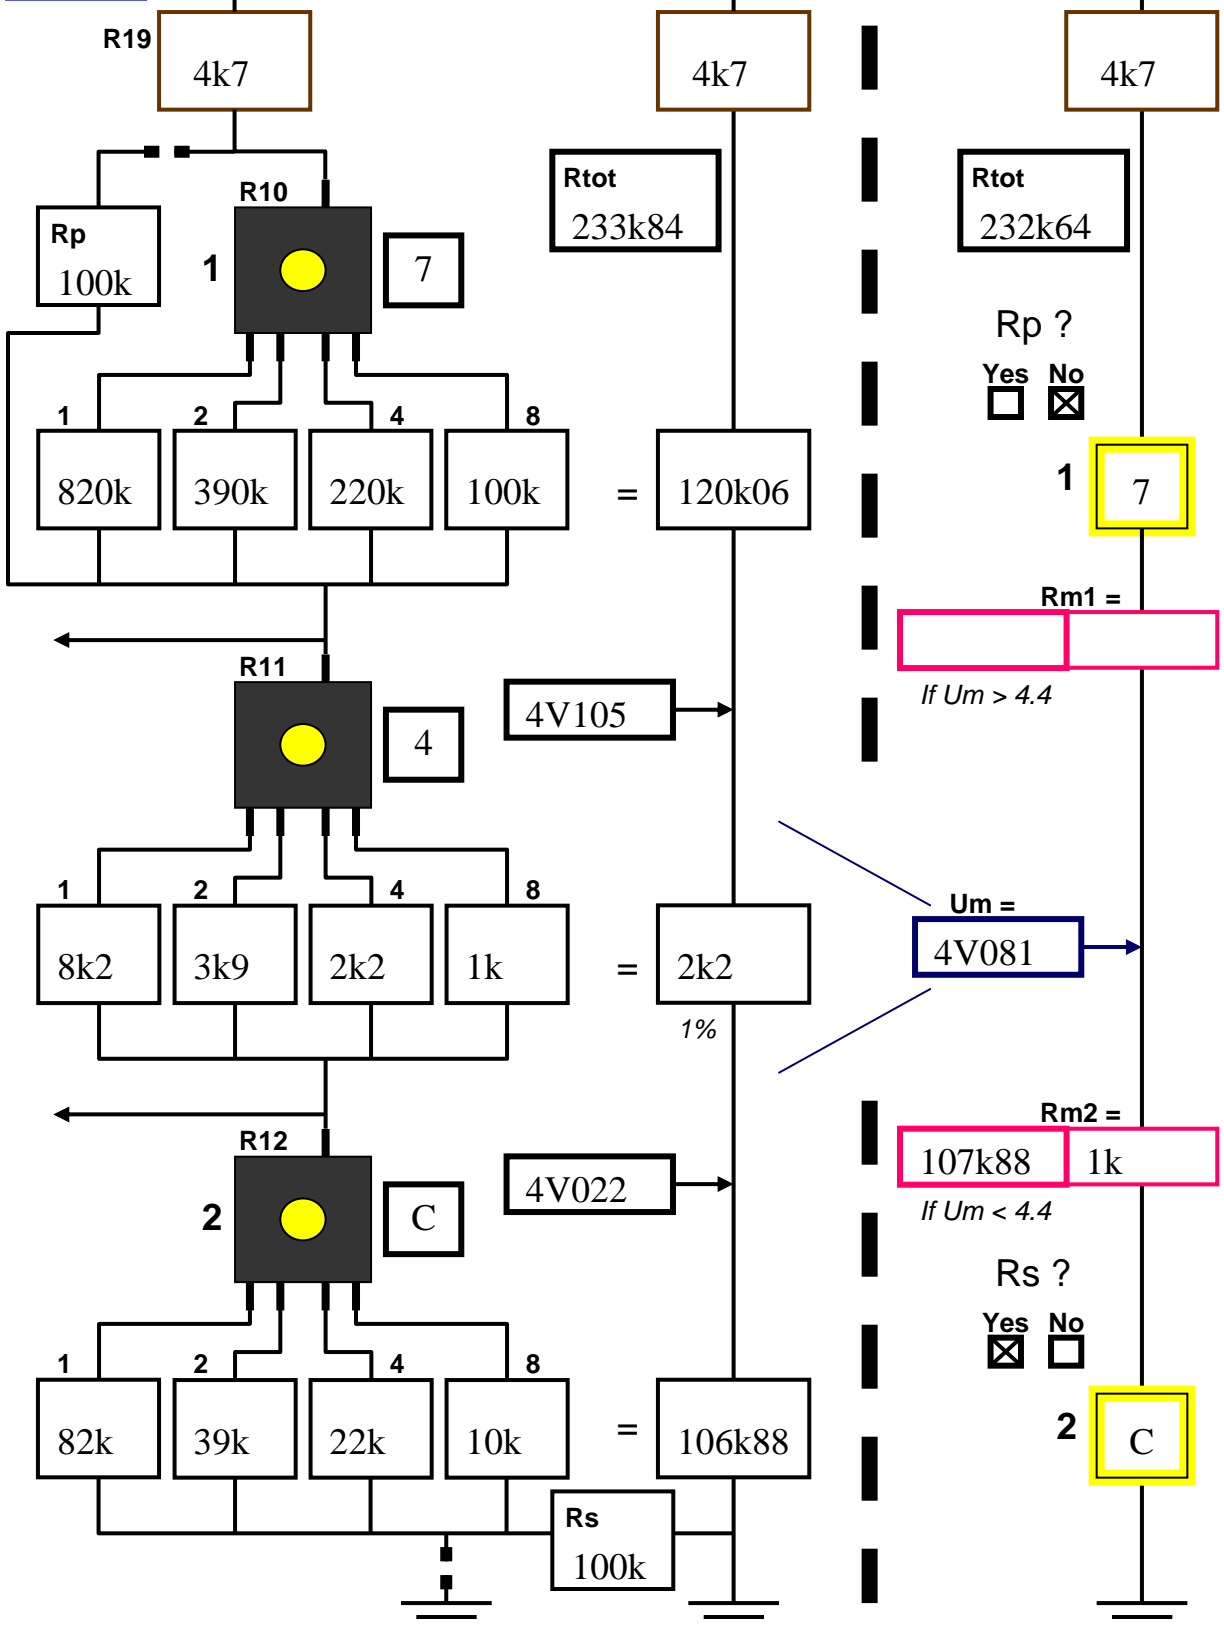 R19
4k7
4k7
4k7
Rtot
233k84
Rtot
232k64
R10
Rp
100k
1
7
Rp ?
Yes No
1 2 4 8
820k 390k 220k 100k = 120k06
1 7
Rm1 =
If Um > 4.4
R11
4V105
4
1 2 4 8
8k2 3k9 2k2 1k = 2k2
1%
Um =
4V081
Rm2 =
107k88 1k
If Um < 4.4
R12
4V022
2 C
Rs ?
Yes No
1 2 4 8
82k 39k 22k 10k = 106k88
2 C
Rs
100k